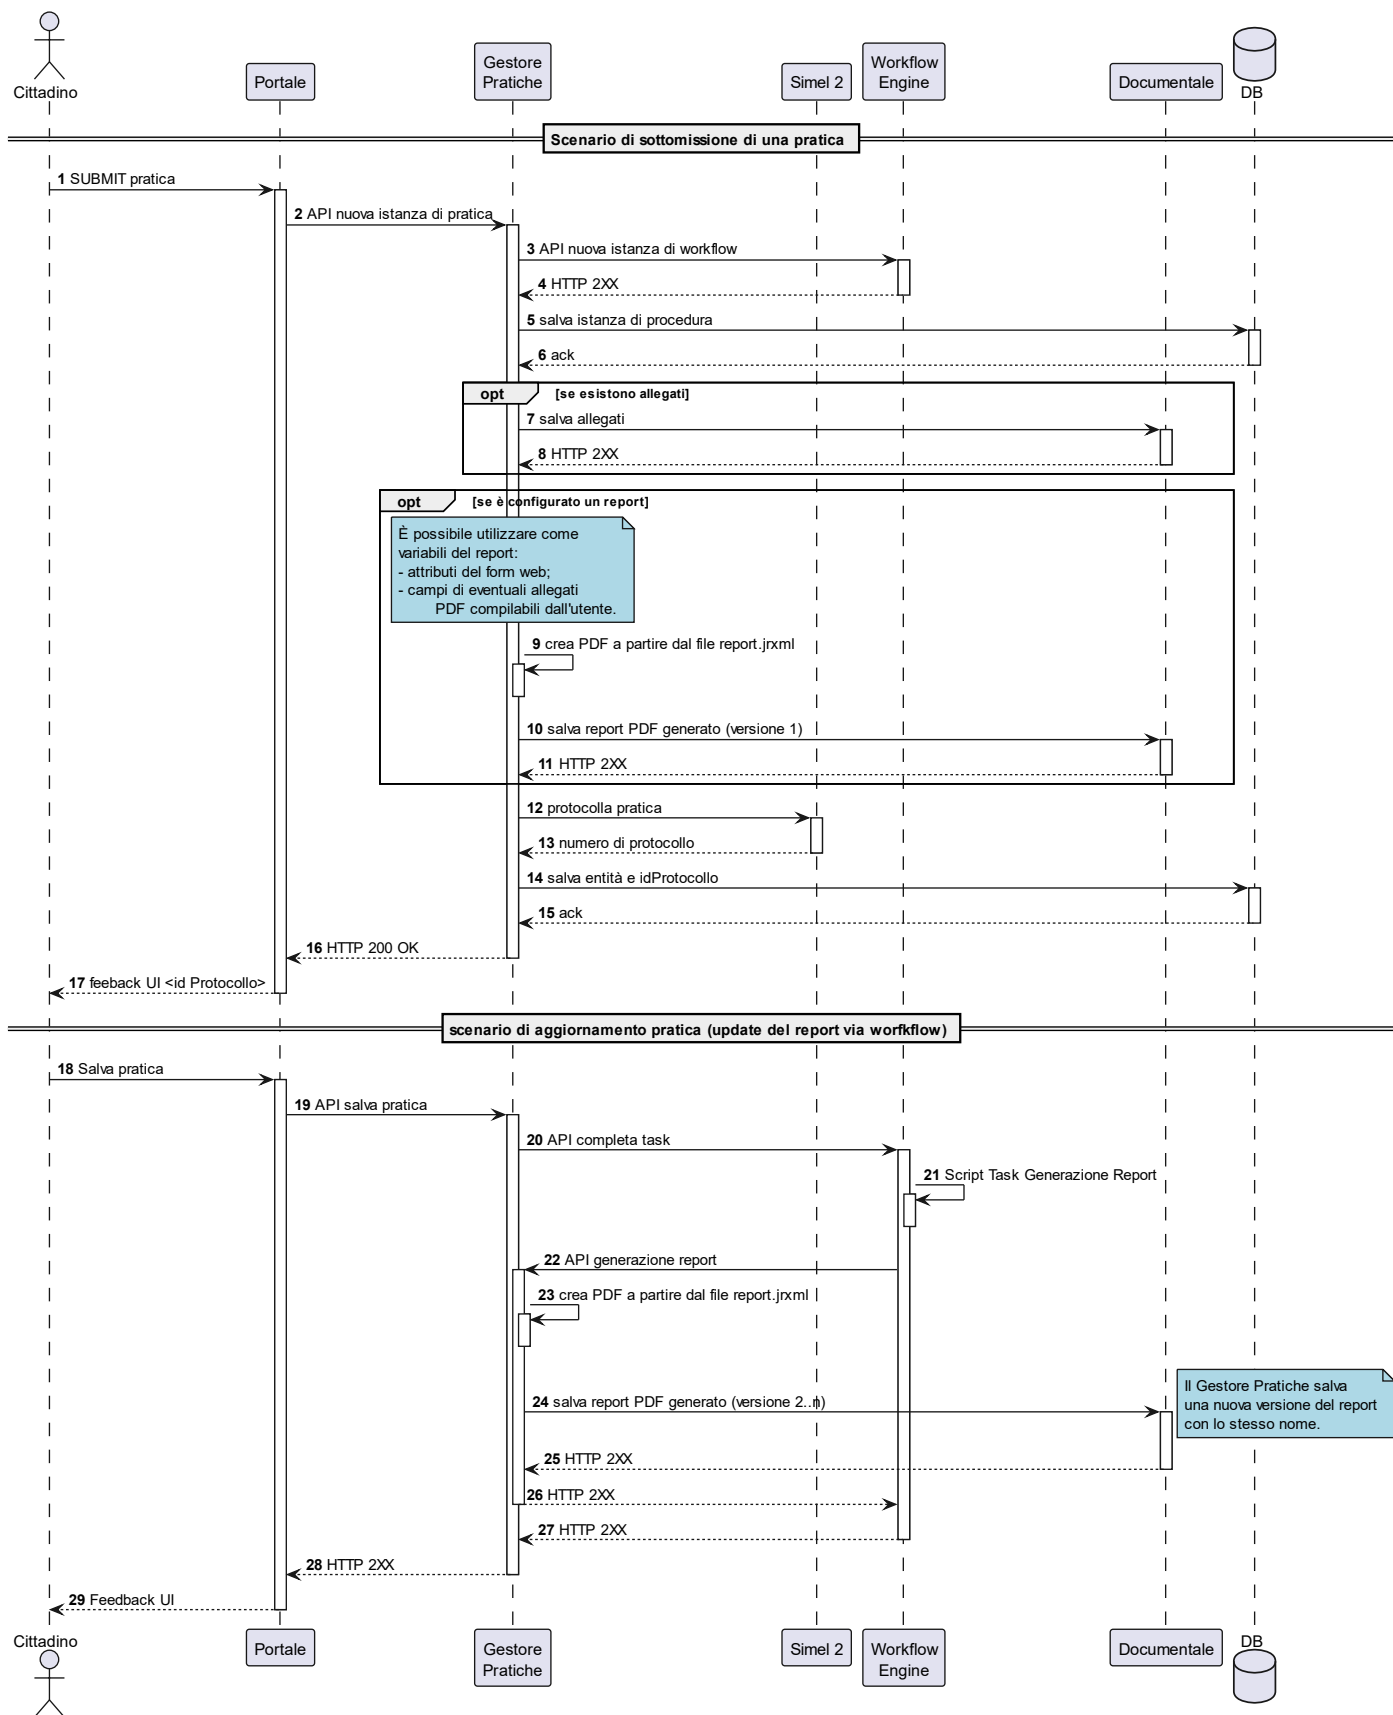 Cittadino
Portale
Gestore
Pratiche
Simel 2
Workflow
Engine
Documentale
DB
Scenario di sottomissione di una pratica
1 SUBMIT pratica
2 API nuova istanza di pratica
3 API nuova istanza di workflow
4 HTTP 2XX
5 salva istanza di procedura
6 ack
opt [se esistono allegati]
7 salva allegati
8 HTTP 2XX
opt [se è configurato un report]
È possibile utilizzare come
variabili del report:
- attributi del form web;
- campi di eventuali allegati
PDF compilabili dall'utente.
9 crea PDF a partire dal file report.jrxml
10 salva report PDF generato (versione 1)
11 HTTP 2XX
12 protocolla pratica
13 numero di protocollo
14 salva entità e idProtocollo
15 ack
16 HTTP 200 OK
17 feeback UI <id Protocollo>
scenario di aggiornamento pratica (update del report via worfkflow)
18 Salva pratica
19 API salva pratica
20 API completa task
21 Script Task Generazione Report
22 API generazione report
23 crea PDF a partire dal file report.jrxml
Il Gestore Pratiche salva
una nuova versione del report
con lo stesso nome.
24 salva report PDF generato (versione 2..n)
25 HTTP 2XX
26 HTTP 2XX
27 HTTP 2XX
28 HTTP 2XX
29 Feedback UI
Cittadino
Portale
Gestore
Pratiche
Simel 2
Workflow
Engine
Documentale
DB